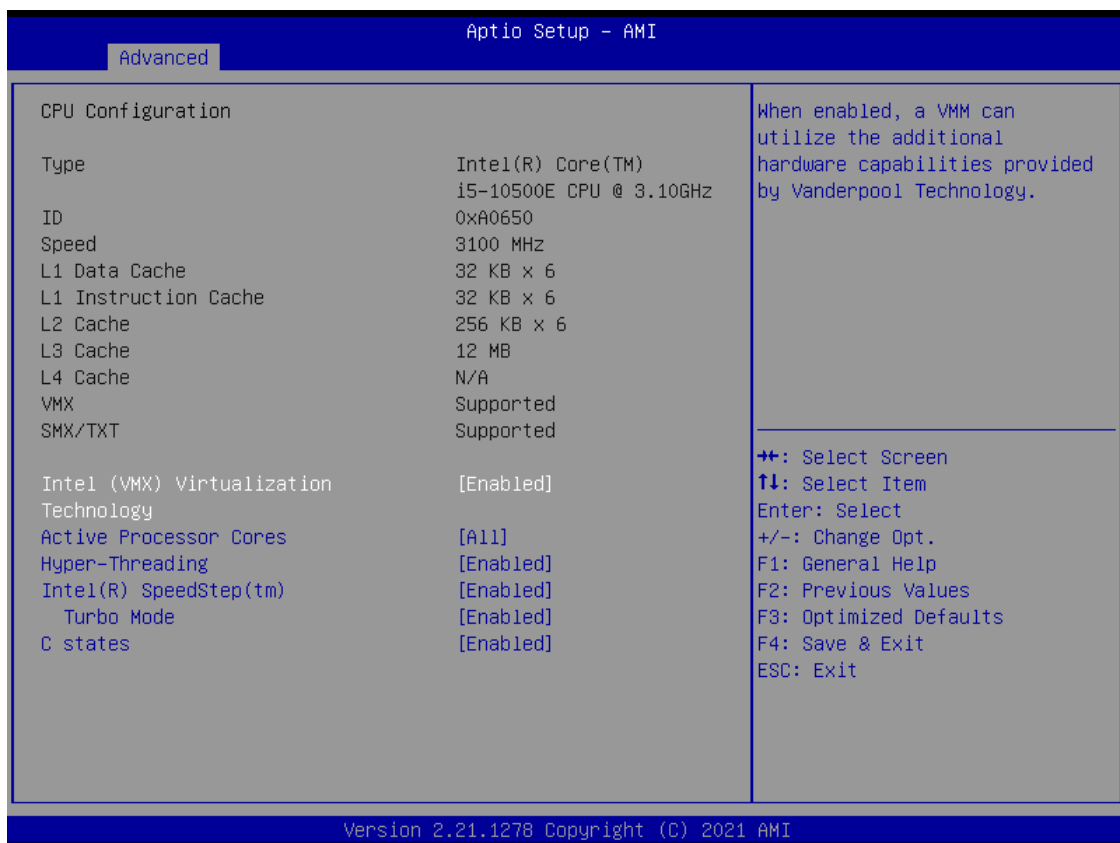 Aptio Setup - AMI
Advanced
CPU Configuration
Type Intel(R) Core(TM)
i5-10500E CPU @ 3.10GHz
ID 0xA0650
Speed 3100 MHz
L1 Data Cache 32 KB x 6
L1 Instruction Cache 32 KB x 6
L2 Cache 256 KB x 6
L3 Cache 12 MB
L4 Cache N/A
VMX Supported
SMX/TXT Supported
Intel (VMX) Virtualization [Enabled]
Technology
Active Processor Cores [All]
Hyper-Threading [Enabled]
Intel(R) SpeedStep(tm) [Enabled]
Turbo Mode [Enabled]
C states [Enabled]
When enabled, a VMM can
utilize the additional
hardware capabilities provided
by Vanderpool Technology.
→←: Select Screen
↑↓: Select Item
Enter: Select
+/-: Change Opt.
F1: General Help
F2: Previous Values
F3: Optimized Defaults
F4: Save & Exit
ESC: Exit
Version 2.21.1278 Copyright (C) 2021 AMI